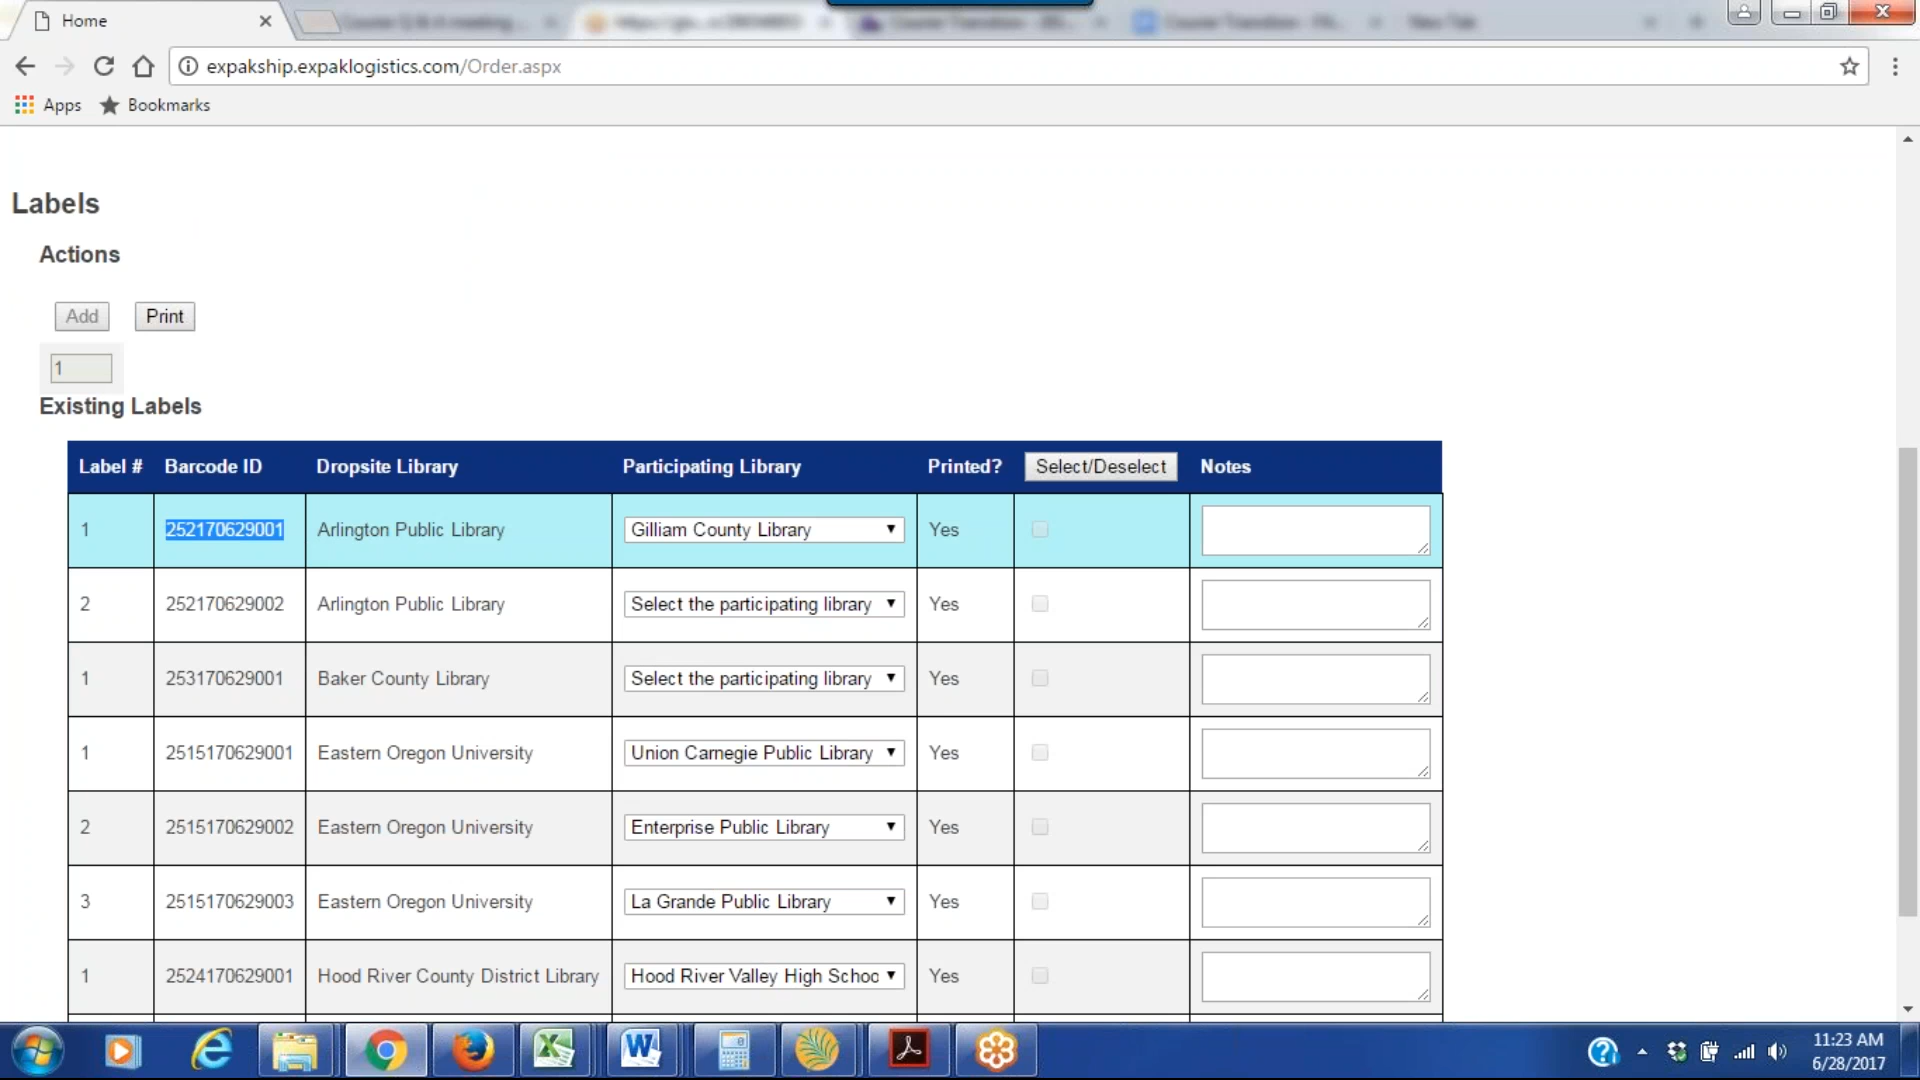 Home
expakship.expaklogistics.com/Order.aspx
Apps Bookmarks
Labels
Actions
Add Print
1
Existing Labels
Label # Barcode ID Dropsite Library Participating Library Printed? Select/Deselect Notes
1 252170629001 Arlington Public Library Gilliam County Library Yes
2 252170629002 Arlington Public Library Select the participating library Yes
1 253170629001 Baker County Library Select the participating library Yes
1 2515170629001 Eastern Oregon University Union Carnegie Public Library Yes
2 2515170629002 Eastern Oregon University Enterprise Public Library Yes
3 2515170629003 Eastern Oregon University La Grande Public Library Yes
1 2524170629001 Hood River County District Library Hood River Valley High Schoo Yes
11:23 AM
6/28/2017